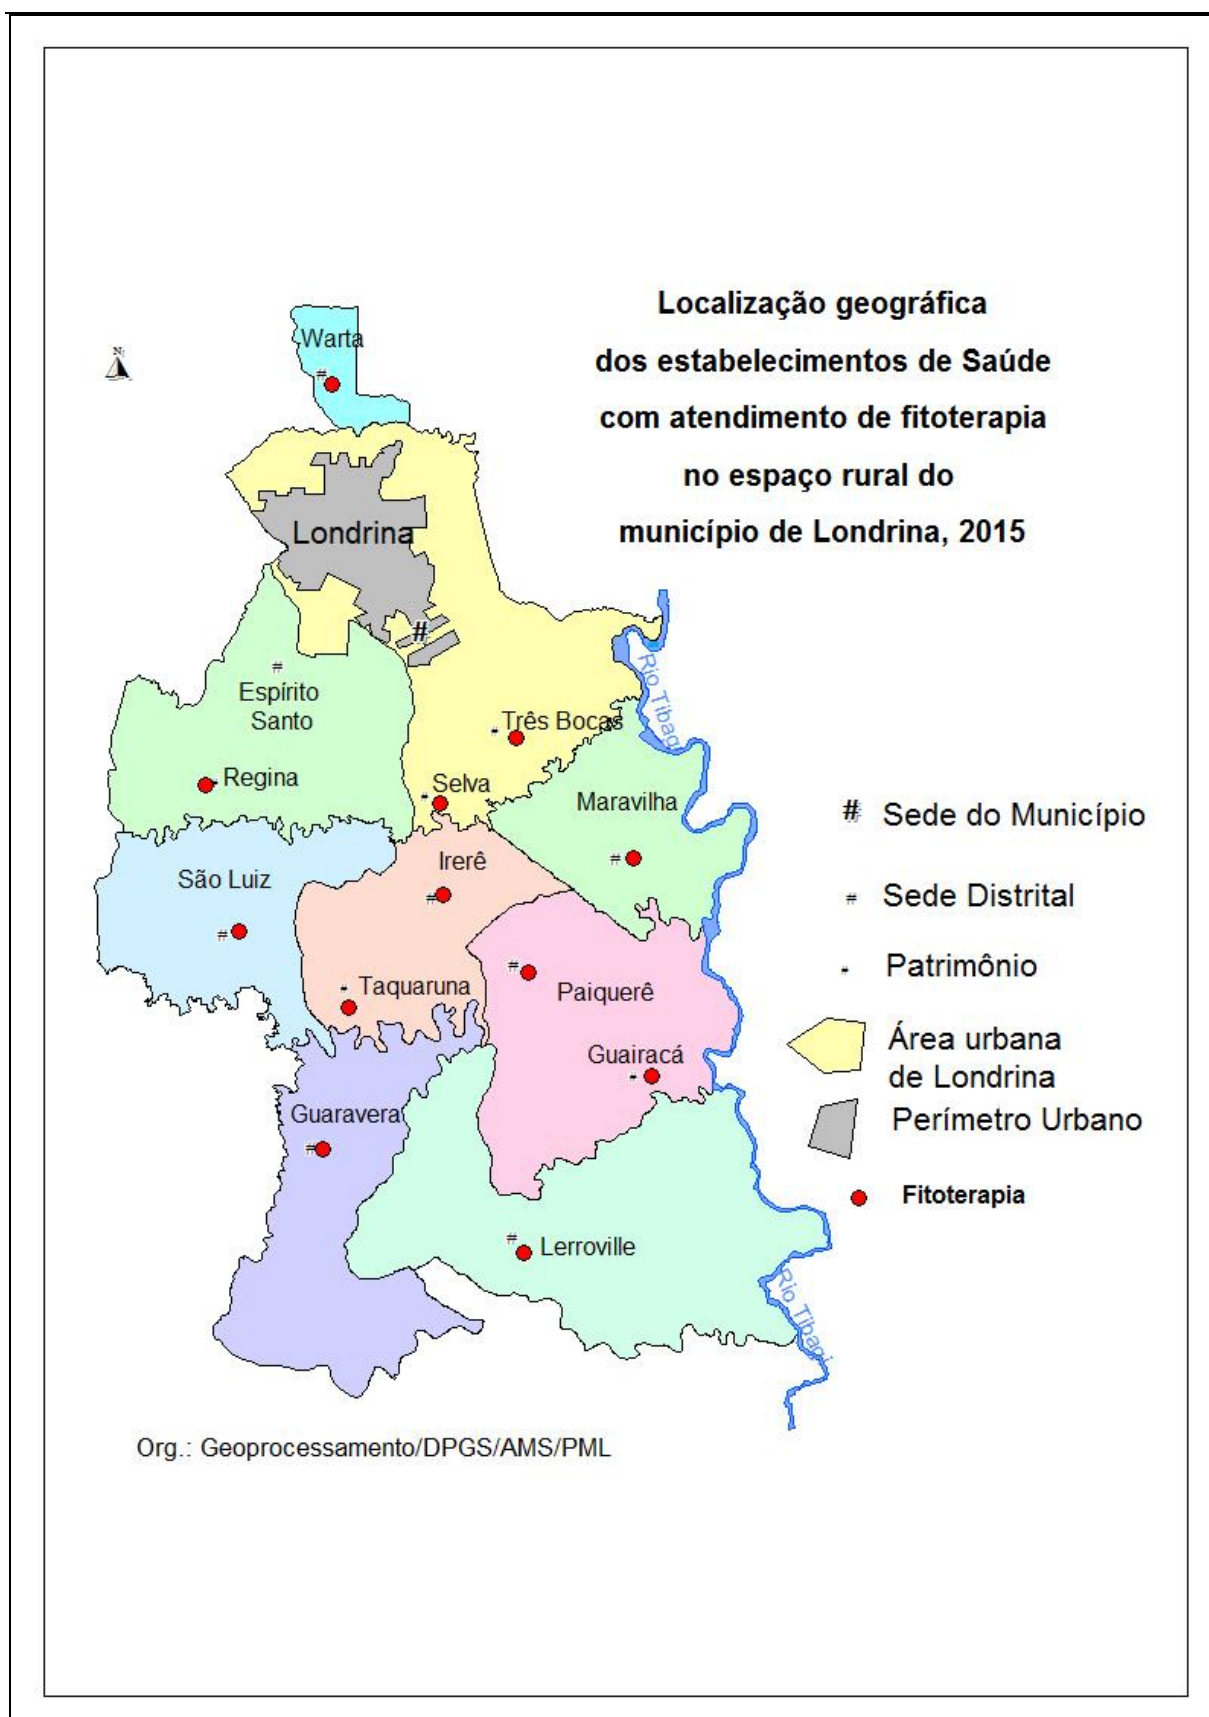 Localização geográfica
dos estabelecimentos de Saúde
com atendimento de fitoterapia
no espaço rural do
município de Londrina, 2015
N
Warta
#
Londrina
#
Rio Tibagi
#
Espírito
Santo
Três Bocas
Regina
Selva
Maravilha
#
Irerê
#
São Luiz
#
Taquaruna
#
Paiquerê
Guairacá
Guaravera
#
#
Lerroville
Rio Tibagi
# Sede do Município
# Sede Distrital
Patrimônio
Área urbana
de Londrina
Perímetro Urbano
Fitoterapia
Org.: Geoprocessamento/DPGS/AMS/PML